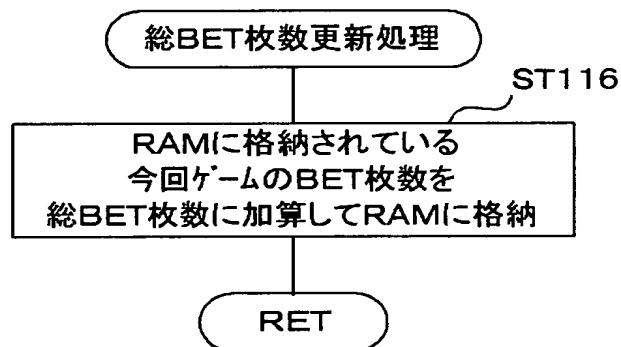 総BET枚数更新処理
ST116
RAMに格納されている
今回ゲームのBET枚数を
総BET枚数に加算してRAMに格納
RET